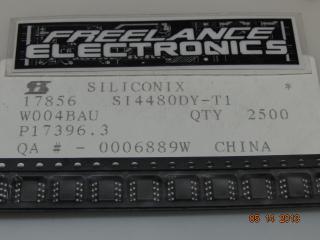 FREELANCE
ELECTRONICS
SILICONIX *
17856 SI4480DY-T1
W004BAU QTY 2500
P17396.3
QA # - 0006889W CHINA
05 14 2013